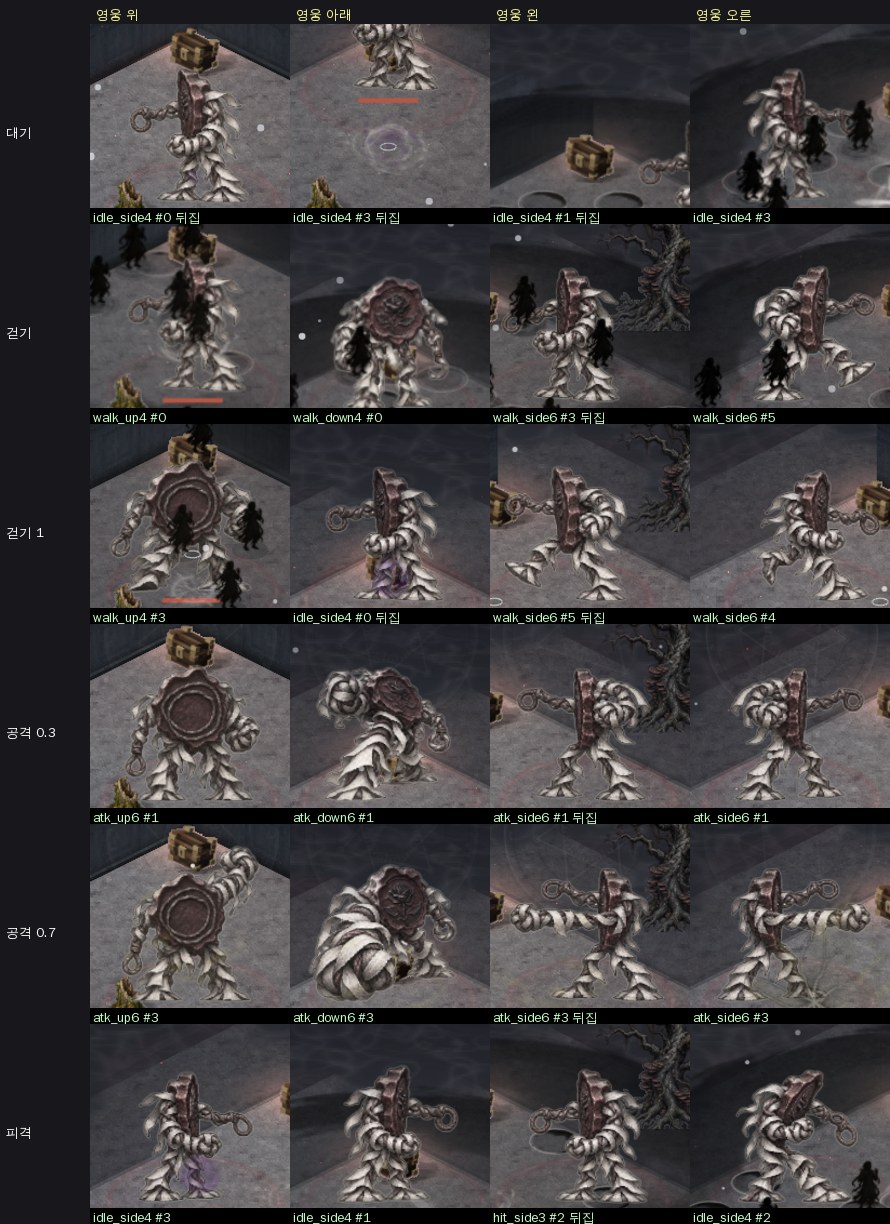 영웅 위
영웅 아래
영웅 왼
영웅 오른
대기
idle_side4 #0 뒤집
idle_side4 #3 뒤집
idle_side4 #1 뒤집
idle_side4 #3
걷기
walk_up4 #0
walk_down4 #0
walk_side6 #3 뒤집
walk_side6 #5
걷기 1
walk_up4 #3
idle_side4 #0 뒤집
walk_side6 #5 뒤집
walk_side6 #4
공격 0.3
atk_up6 #1
atk_down6 #1
atk_side6 #1 뒤집
atk_side6 #1
공격 0.7
atk_up6 #3
atk_down6 #3
atk_side6 #3 뒤집
atk_side6 #3
피격
idle_side4 #3
idle_side4 #1
hit_side3 #2 뒤집
idle_side4 #2